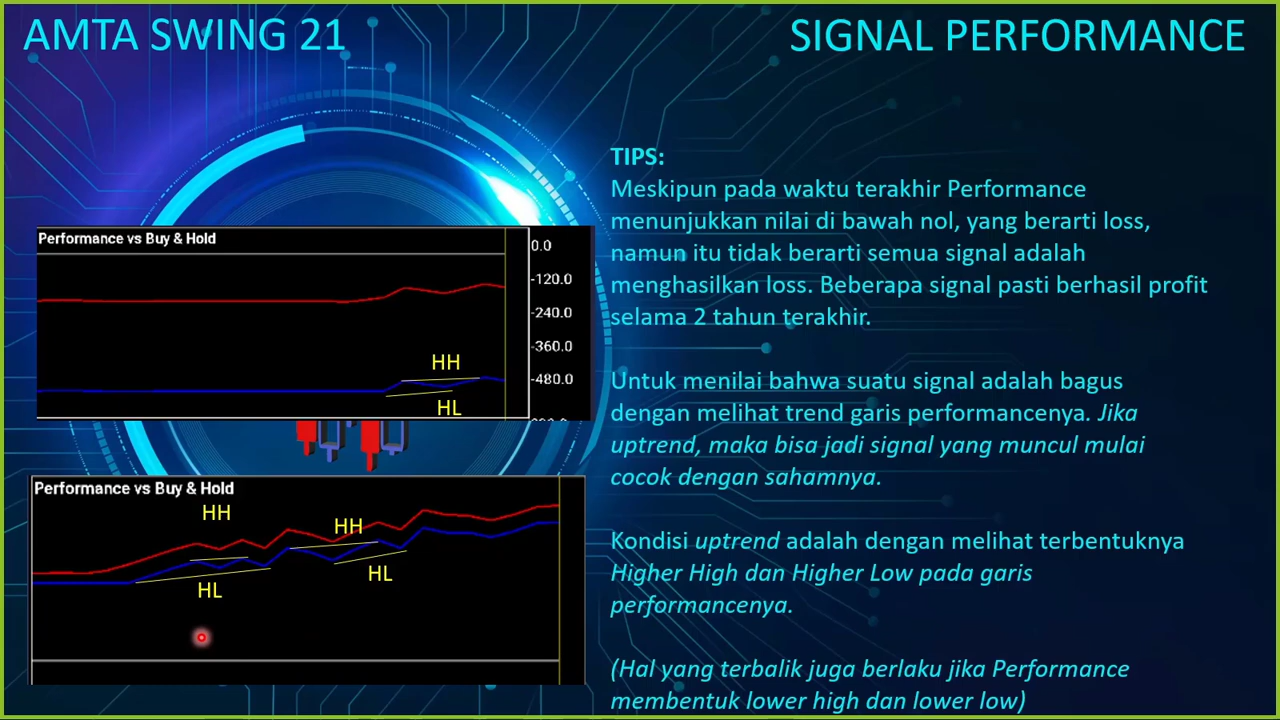 AMTA SWING 21
SIGNAL PERFORMANCE
Performance vs Buy & Hold
0.0
-120.0
-240.0
-360.0
-480.0
HH
HL
Performance vs Buy & Hold
HH
HH
HL
HL
TIPS:
Meskipun pada waktu terakhir Performance
menunjukkan nilai di bawah nol, yang berarti loss,
namun itu tidak berarti semua signal adalah
menghasilkan loss. Beberapa signal pasti berhasil profit
selama 2 tahun terakhir.
Untuk menilai bahwa suatu signal adalah bagus
dengan melihat trend garis performancenya. Jika
uptrend, maka bisa jadi signal yang muncul mulai
cocok dengan sahamnya.
Kondisi uptrend adalah dengan melihat terbentuknya
Higher High dan Higher Low pada garis
performancenya.
(Hal yang terbalik juga berlaku jika Performance
membentuk lower high dan lower low)